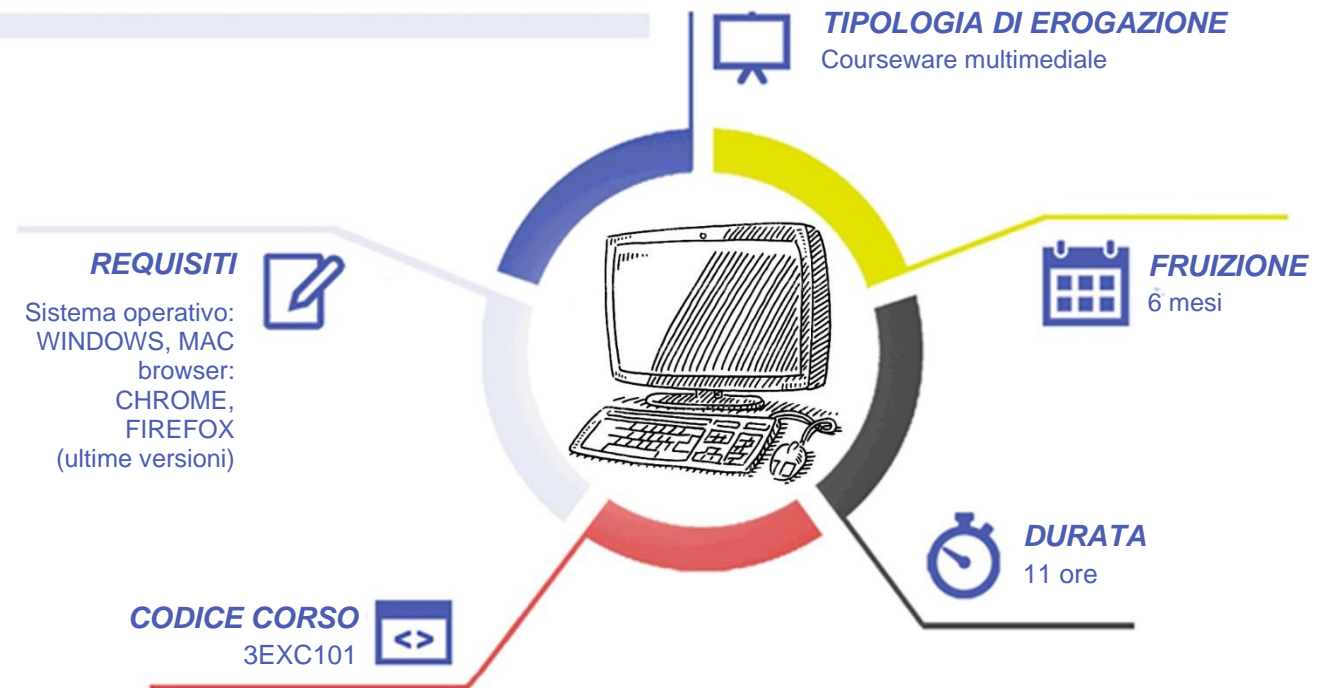 TIPOLOGIA DI EROGAZIONE
Courseware multimediale
REQUISITI
Sistema operativo:
WINDOWS, MAC
browser:
CHROME,
FIREFOX
(ultime versioni)
FRUIZIONE
6 mesi
DURATA
11 ore
CODICE CORSO
3EXC101